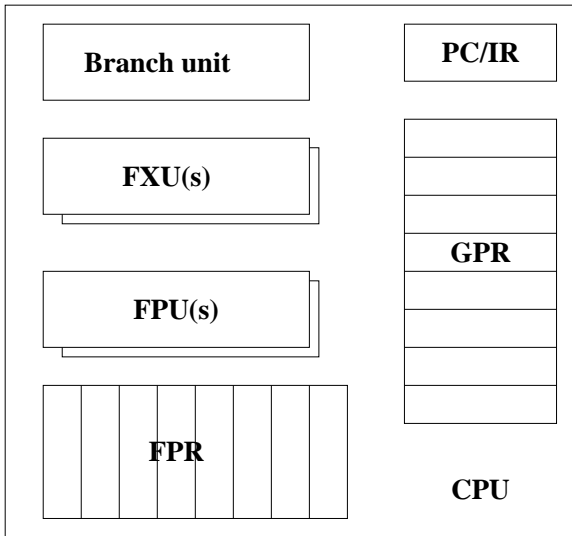 Branch unit
PC/IR
FXU(s)
GPR
FPU(s)
FPR
CPU